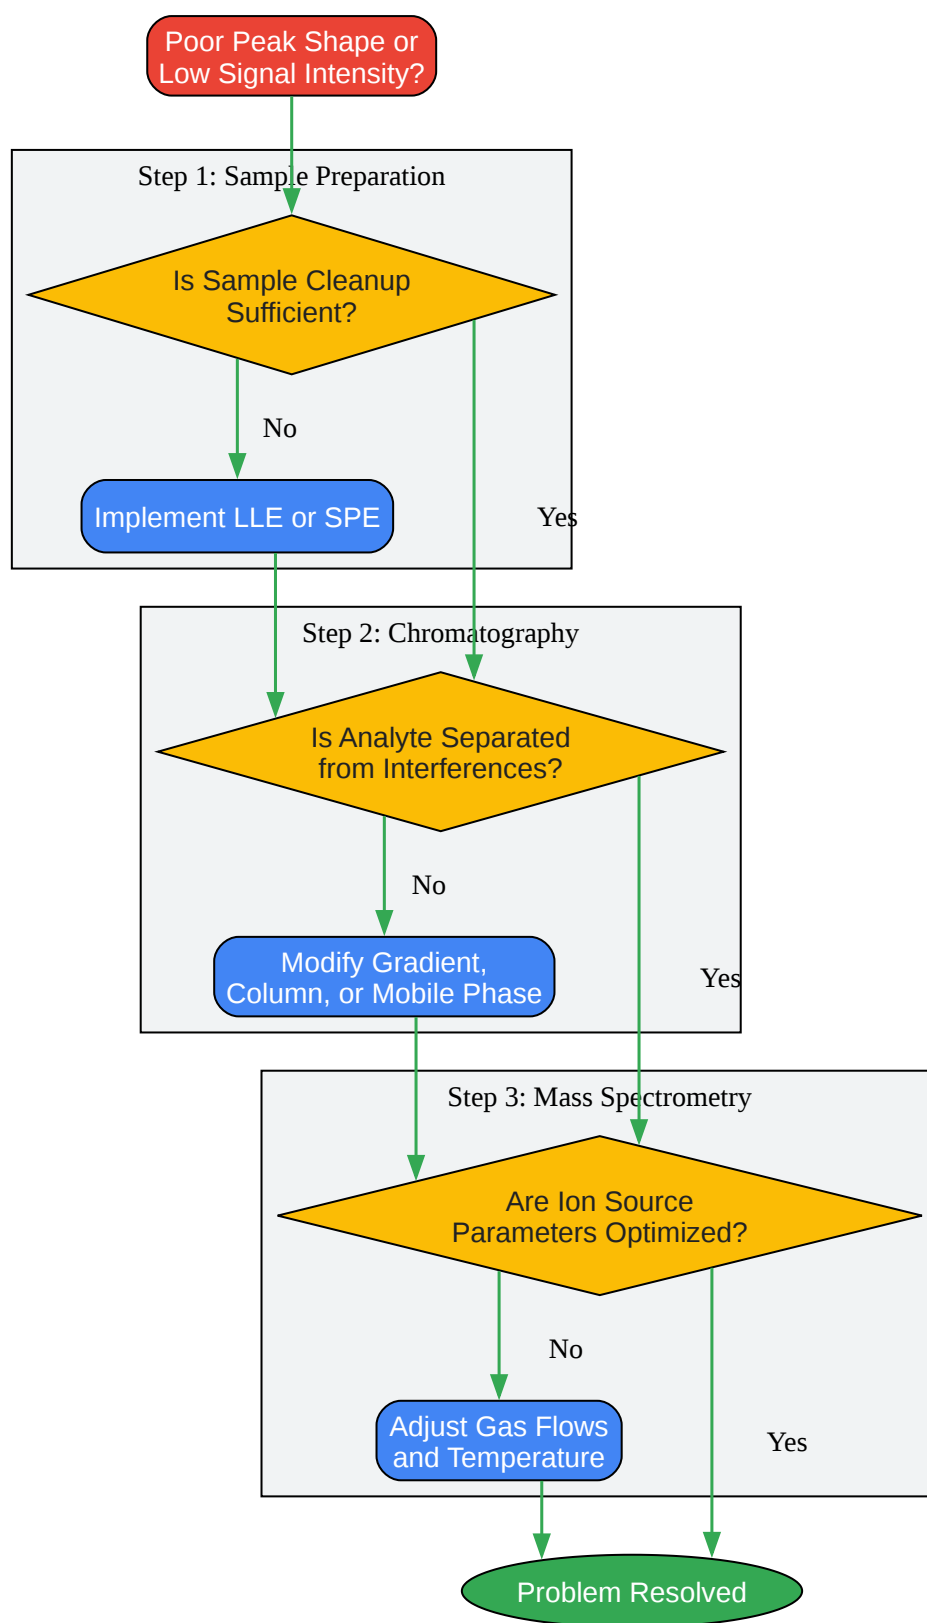 Poor Peak Shape or
Low Signal Intensity?
Step 1: Sample Preparation
Is Sample Cleanup
Sufficient?
No
Implement LLE or SPE
Yes
Step 2: Chromatography
Is Analyte Separated
from Interferences?
No
Modify Gradient,
Column, or Mobile Phase
Yes
Step 3: Mass Spectrometry
Are Ion Source
Parameters Optimized?
No
Adjust Gas Flows
and Temperature
Yes
Problem Resolved